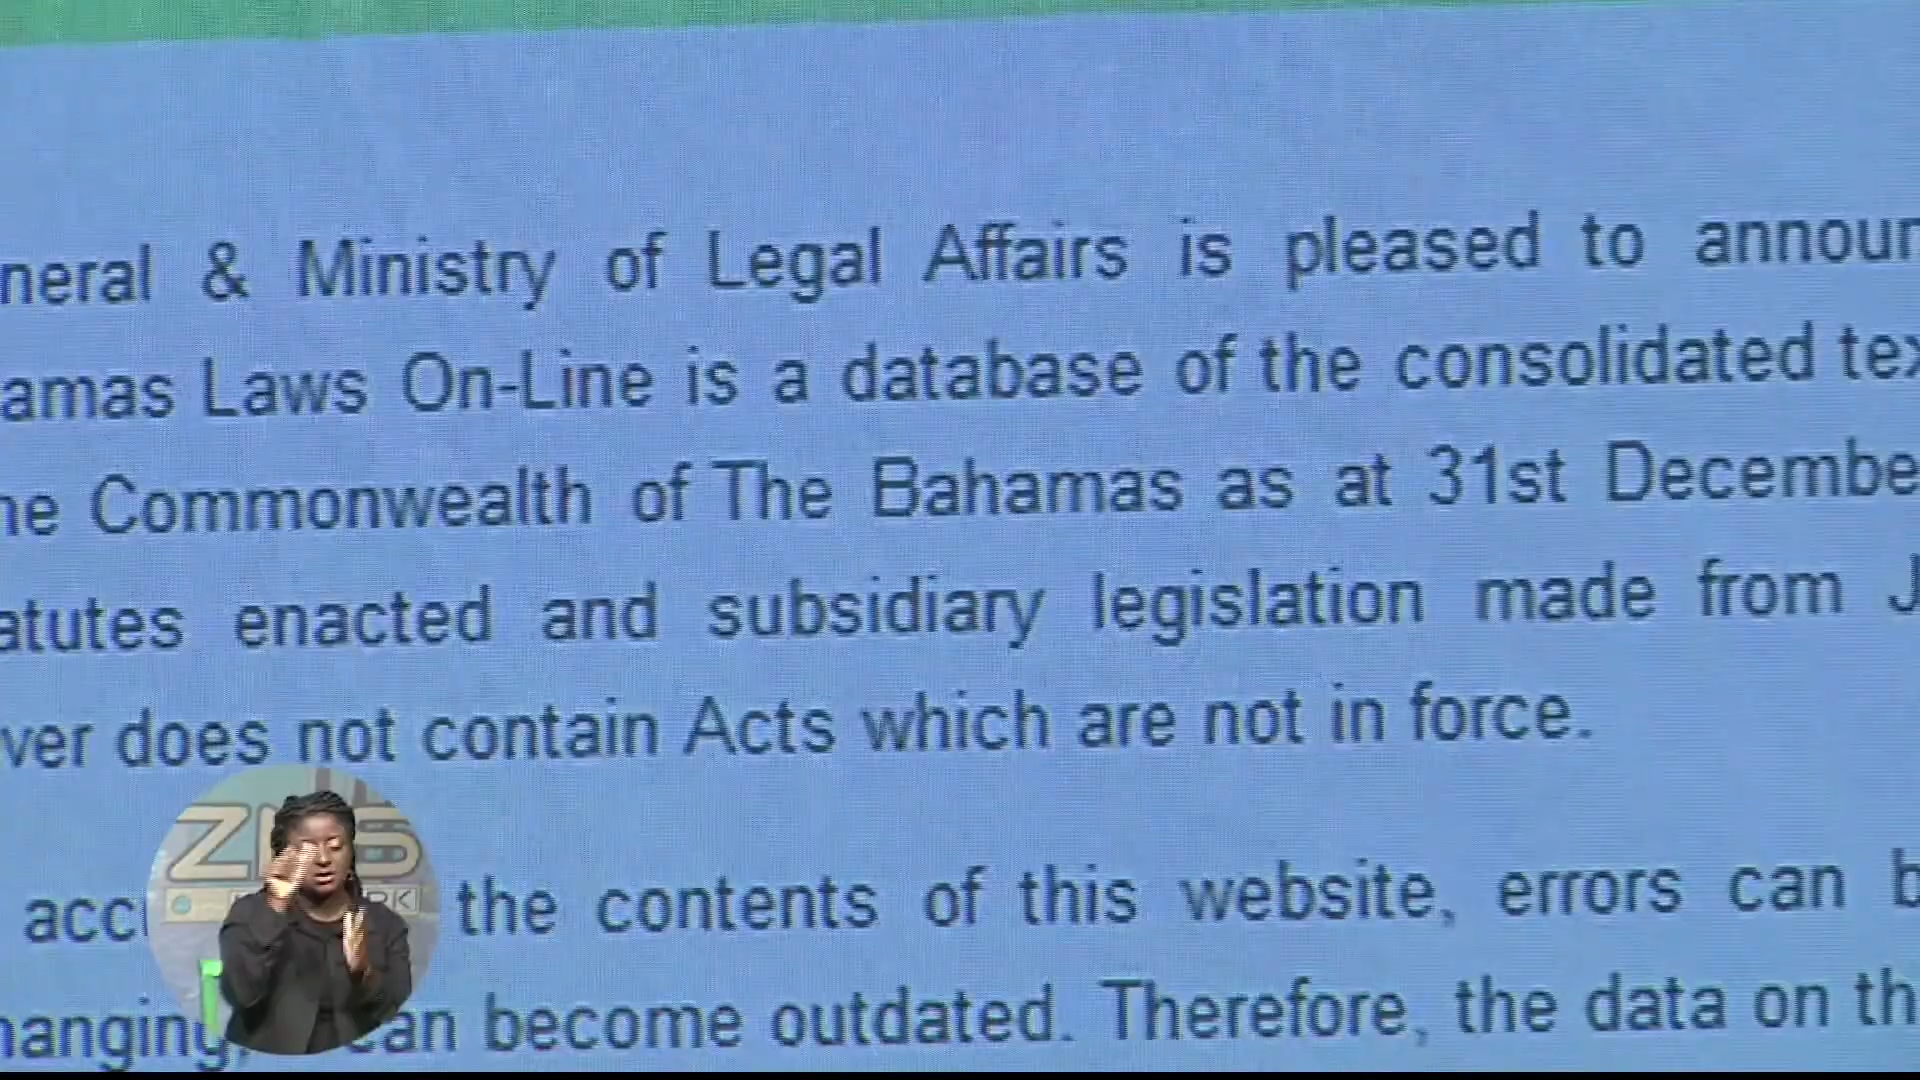 neral & Ministry of Legal Affairs is pleased to announ
amas Laws On-Line is a database of the consolidated tex
he Commonwealth of The Bahamas as at 31st Decembe
atutes enacted and subsidiary legislation made from J
ver does not contain Acts which are not in force.
acc the contents of this website, errors can b
hanging, can become outdated. Therefore, the data on th